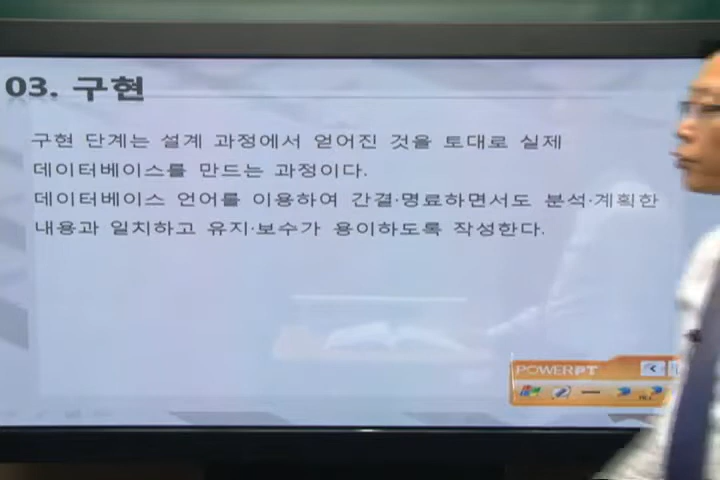 03. 구현
구현 단계는 설계 과정에서 얻어진 것을 토대로 실제
데이터베이스를 만드는 과정이다.
데이터베이스 언어를 이용하여 간결·명료하면서도 분석·계획한
내용과 일치하고 유지·보수가 용이하도록 작성한다.
POWERPT